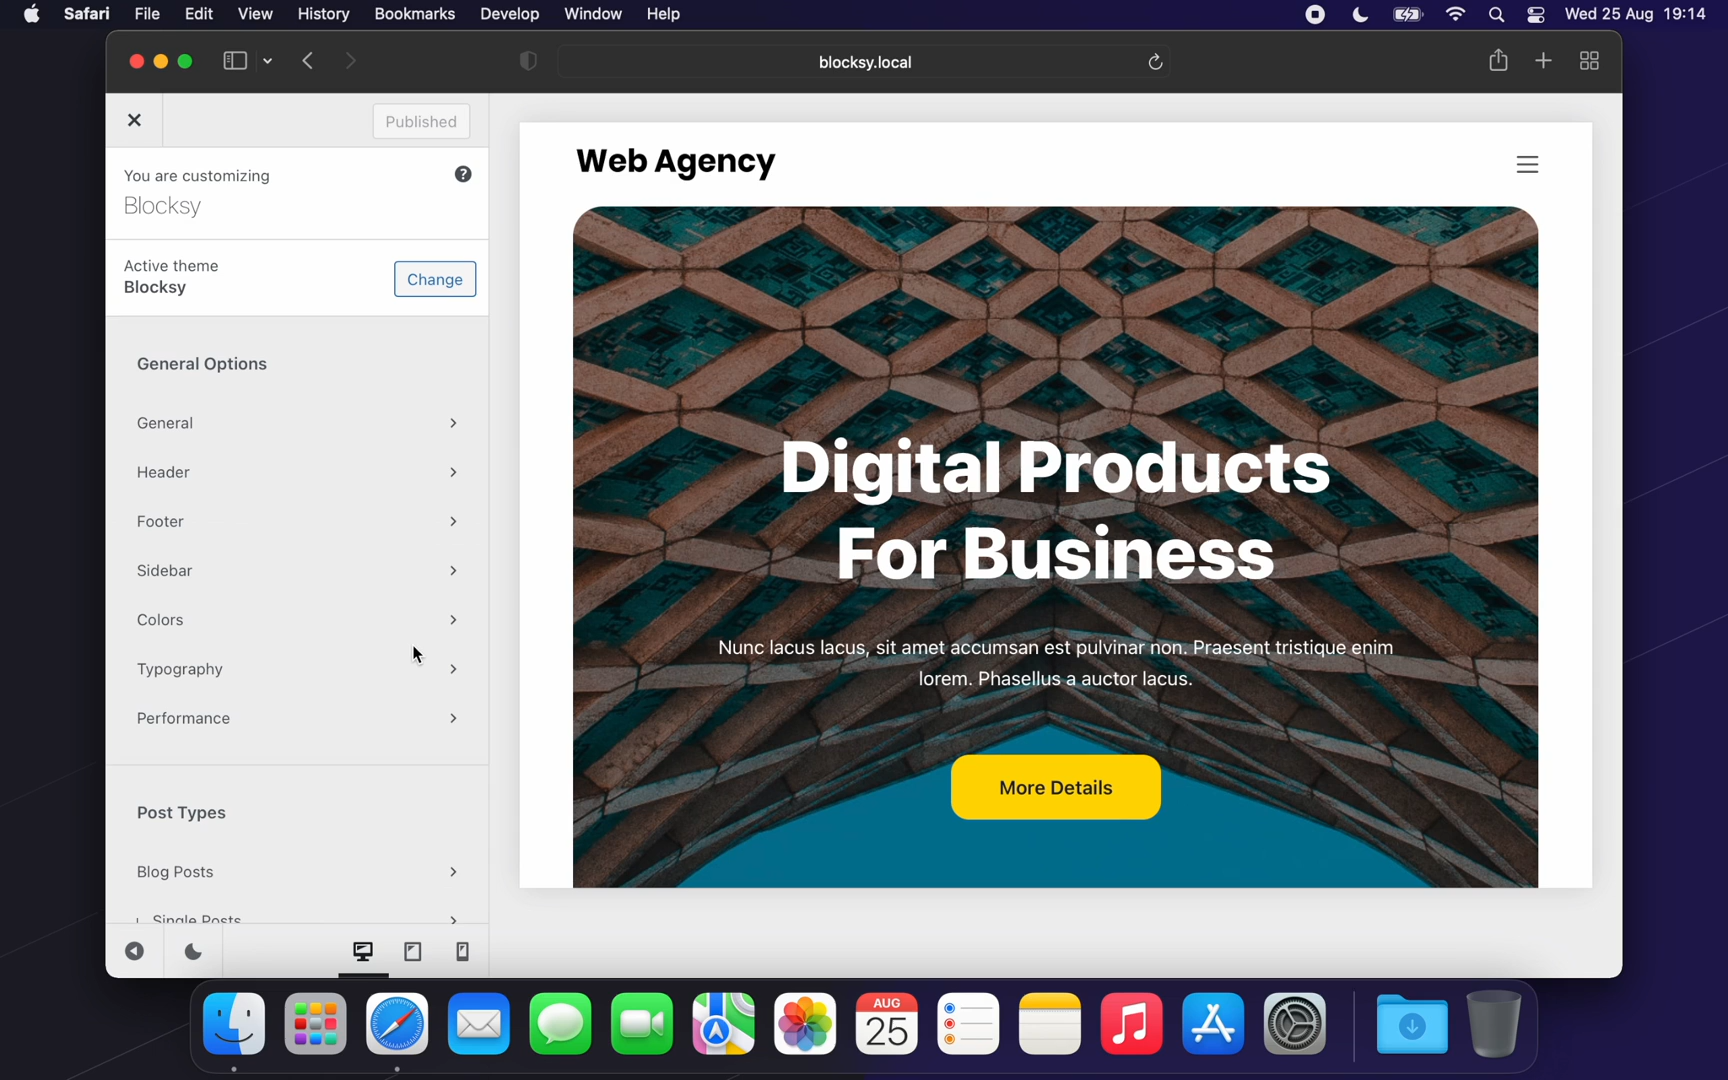 Safari File Edit View History Bookmarks Develop Window Help Wed 25 Aug 19:14
blocksy.local
Published
You are customizing
Blocksy
Active theme
Blocksy
Change
General Options
General
Header
Footer
Sidebar
Colors
Typography
Performance
Post Types
Blog Posts
Single Posts
Web Agency
Digital Products
For Business
Nunc lacus lacus, sit amet accumsan est pulvinar non. Praesent tristique enim
lorem. Phasellus a auctor lacus.
More Details
AUG
25